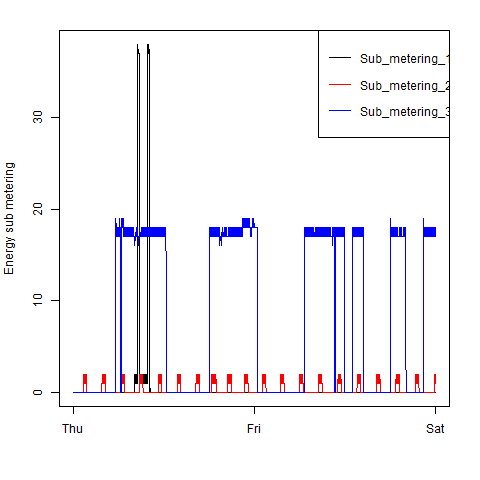 Sub_metering_1
Sub_metering_2
Sub_metering_3
Energy sub metering
30
20
10
0
Thu
Fri
Sat